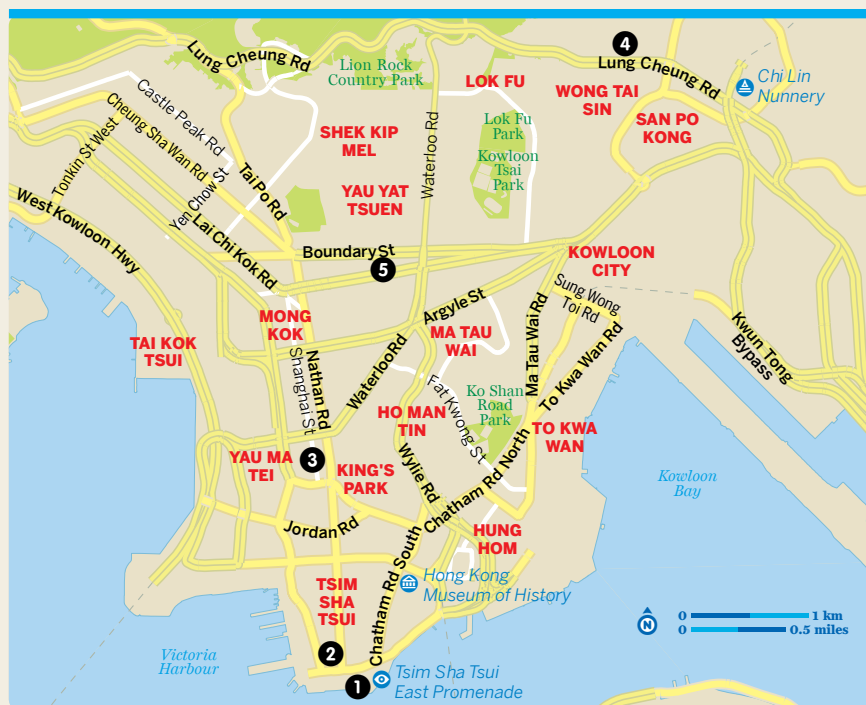 4
Lung Cheung Rd
Lion Rock
Country Park
Lung Cheung Rd
LOK FU
WONG TAI
SIN
Chi Lin
Nunnery
Castle Peak Rd
Cheung Sha Wan Rd
SHEK KIP
MEL
Waterloo Rd
Lok Fu
Park
SAN PO
KONG
Kowloon
Tsai
Park
Tonkin St West
Yen Chow St
Tai Po Rd
YAU YAT
TSUEN
West Kowloon Hwy
Lai Chi Kok Rd
Boundary St
5
KOWLOON
CITY
Sung Wong
Toi Rd
Argyle St
MONG
KOK
MA TAU
WAI
Ma Tau Wai Rd
To Kwa Wan Rd
Kwun Tong
Bypass
TAI KOK
TSUI
Shanghai St
Nathan Rd
Waterloo Rd
Fat Kwong St
Ko Shan
Road
Park
HO MAN
TIN
TO KWA
WAN
YAU MA
TEI
3
KING'S
PARK
Wylie Rd
Chatham Rd North
Kowloon
Bay
Jordan Rd
HUNG
HOM
TSIM
SHA
TSUI
Chatham Rd South
Hong Kong
Museum of History
N
0 1 km
0 0.5 miles
Victoria
Harbour
2
1
Tsim Sha Tsui
East Promenade